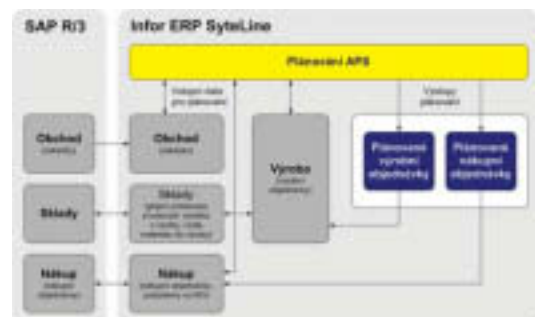 SAP R/3
Infor ERP SyteLine
Plánování APS
Vstupní data
pro plánování
Výstupy
plánování
Obchod
Obchod
Výroba
Plánované
výrobní
objednávky
Plánované
nákupní
objednávky
Sklady
Sklady
Nákup
Nákup